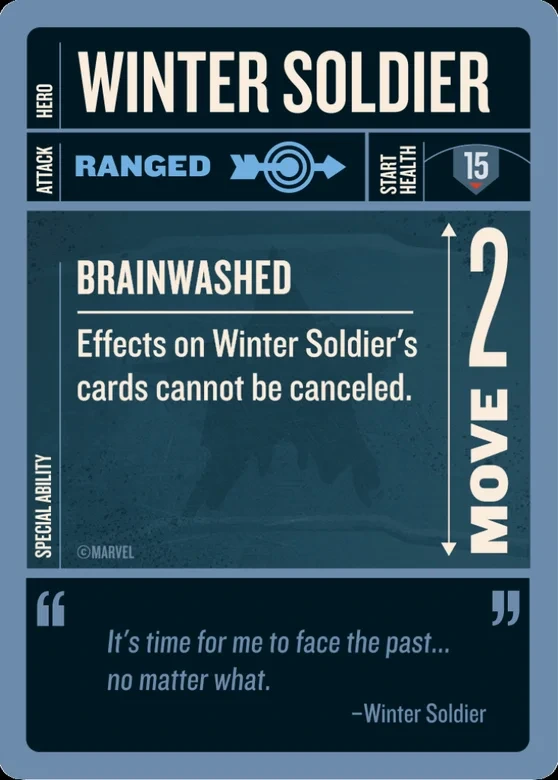 HERO
WINTER SOLDIER
ATTACK
RANGED
START
HEALTH
15
SPECIAL ABILITY
BRAINWASHED
Effects on Winter Soldier’s
cards cannot be canceled.
©MARVEL
MOVE 2
“ ”
It’s time for me to face the past...
no matter what.
–Winter Soldier